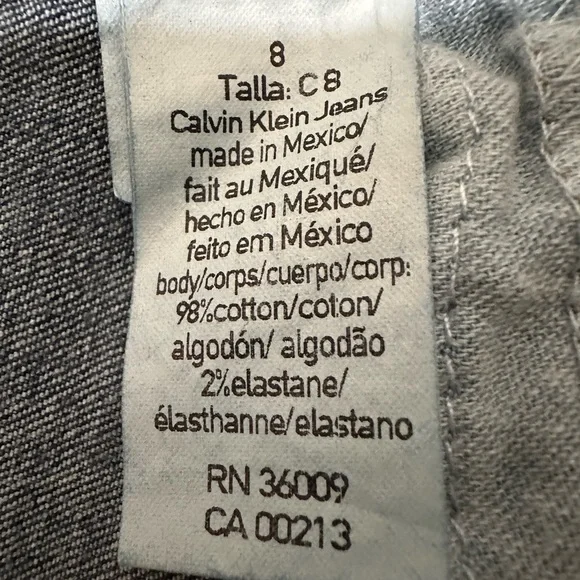 8
Talla: C 8
Calvin Klein Jeans
made in Mexico/
fait au Mexiqué/
hecho en México/
feito em México
body/corps/cuerpo/corp:
98%cotton/coton/
algodón/ algodão
2%elastane/
élasthanne/elastano
RN 36009
CA 00213